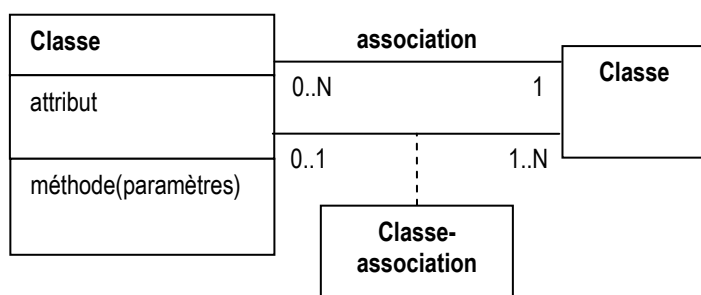 Classe
attribut
méthode(paramètres)
association
0..N
1
0..1
1..N
Classe
Classe-
association